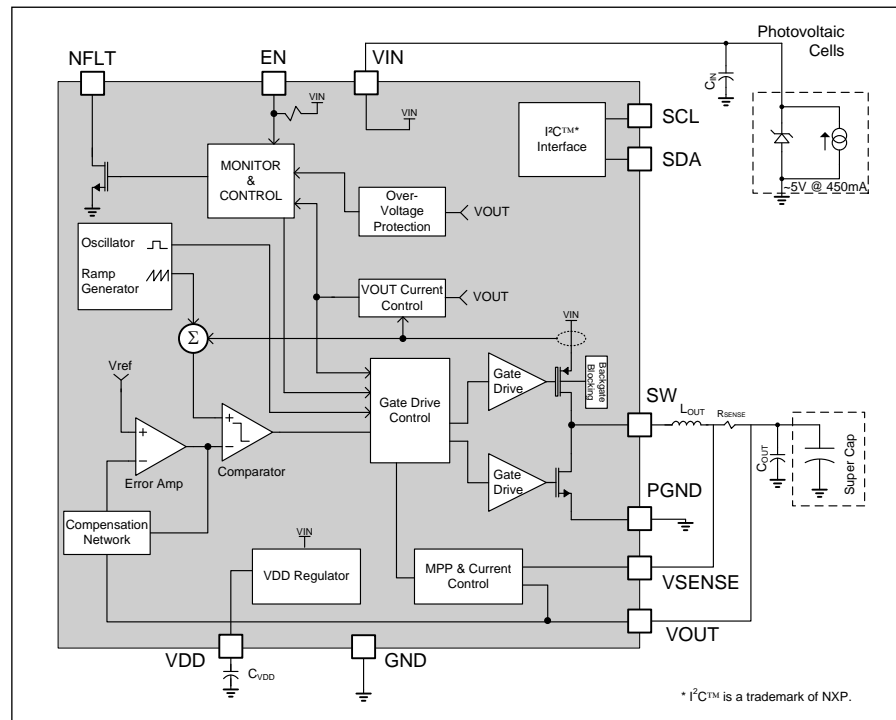 Photovoltaic
Cells
NFLT
EN
VIN
CIN
VIN
VIN
SCL
I²C™*
Interface
SDA
~5V @ 450mA
MONITOR
&
CONTROL
Over-
Voltage
Protection
VOUT
Oscillator
Ramp
Generator
VOUT Current
Control
VOUT
VIN
Σ
Vref
Gate Drive
Control
Gate
Drive
Backgate
Blocking
SW
LOUT
RSENSE
+
−
Error Amp
+
−
Comparator
Gate
Drive
COUT
Super Cap
PGND
Compensation
Network
VIN
VDD Regulator
MPP & Current
Control
VSENSE
VOUT
VDD
GND
CVDD
* I²C™ is a trademark of NXP.